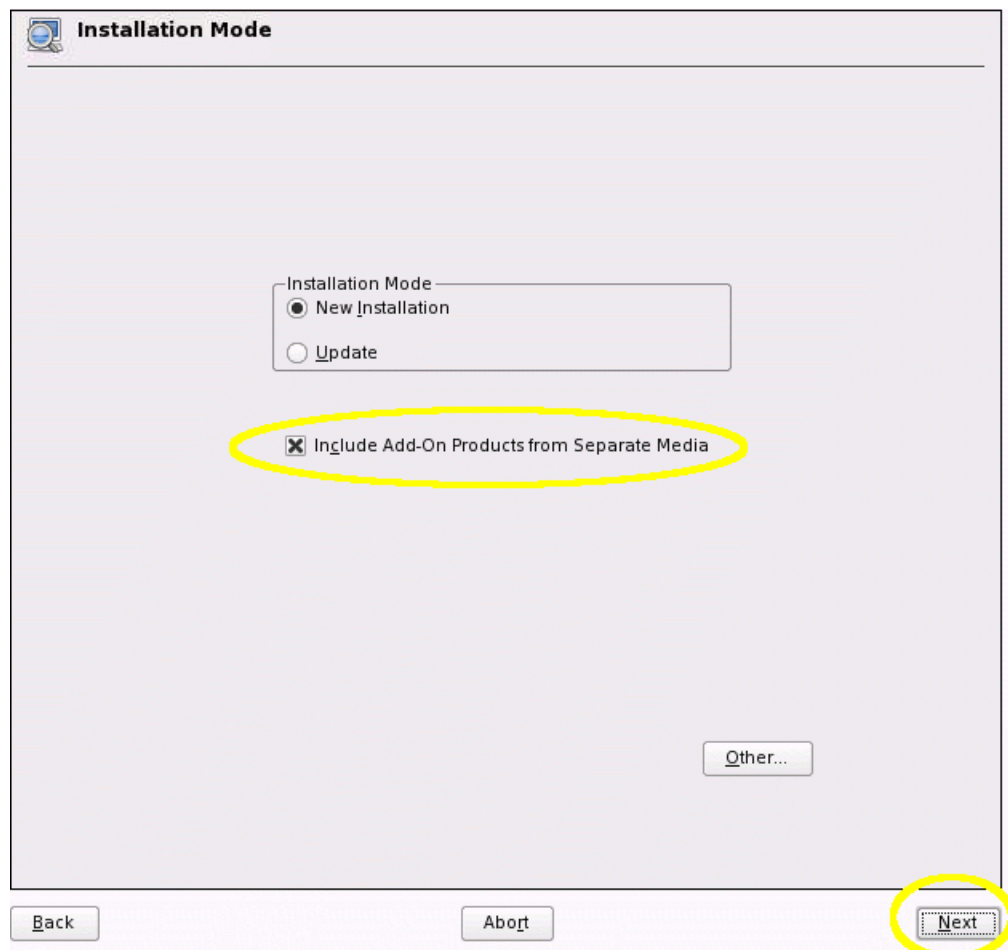 Installation Mode
Installation Mode
New Installation
Update
Include Add-On Products from Separate Media
Other...
Back
Abort
Next